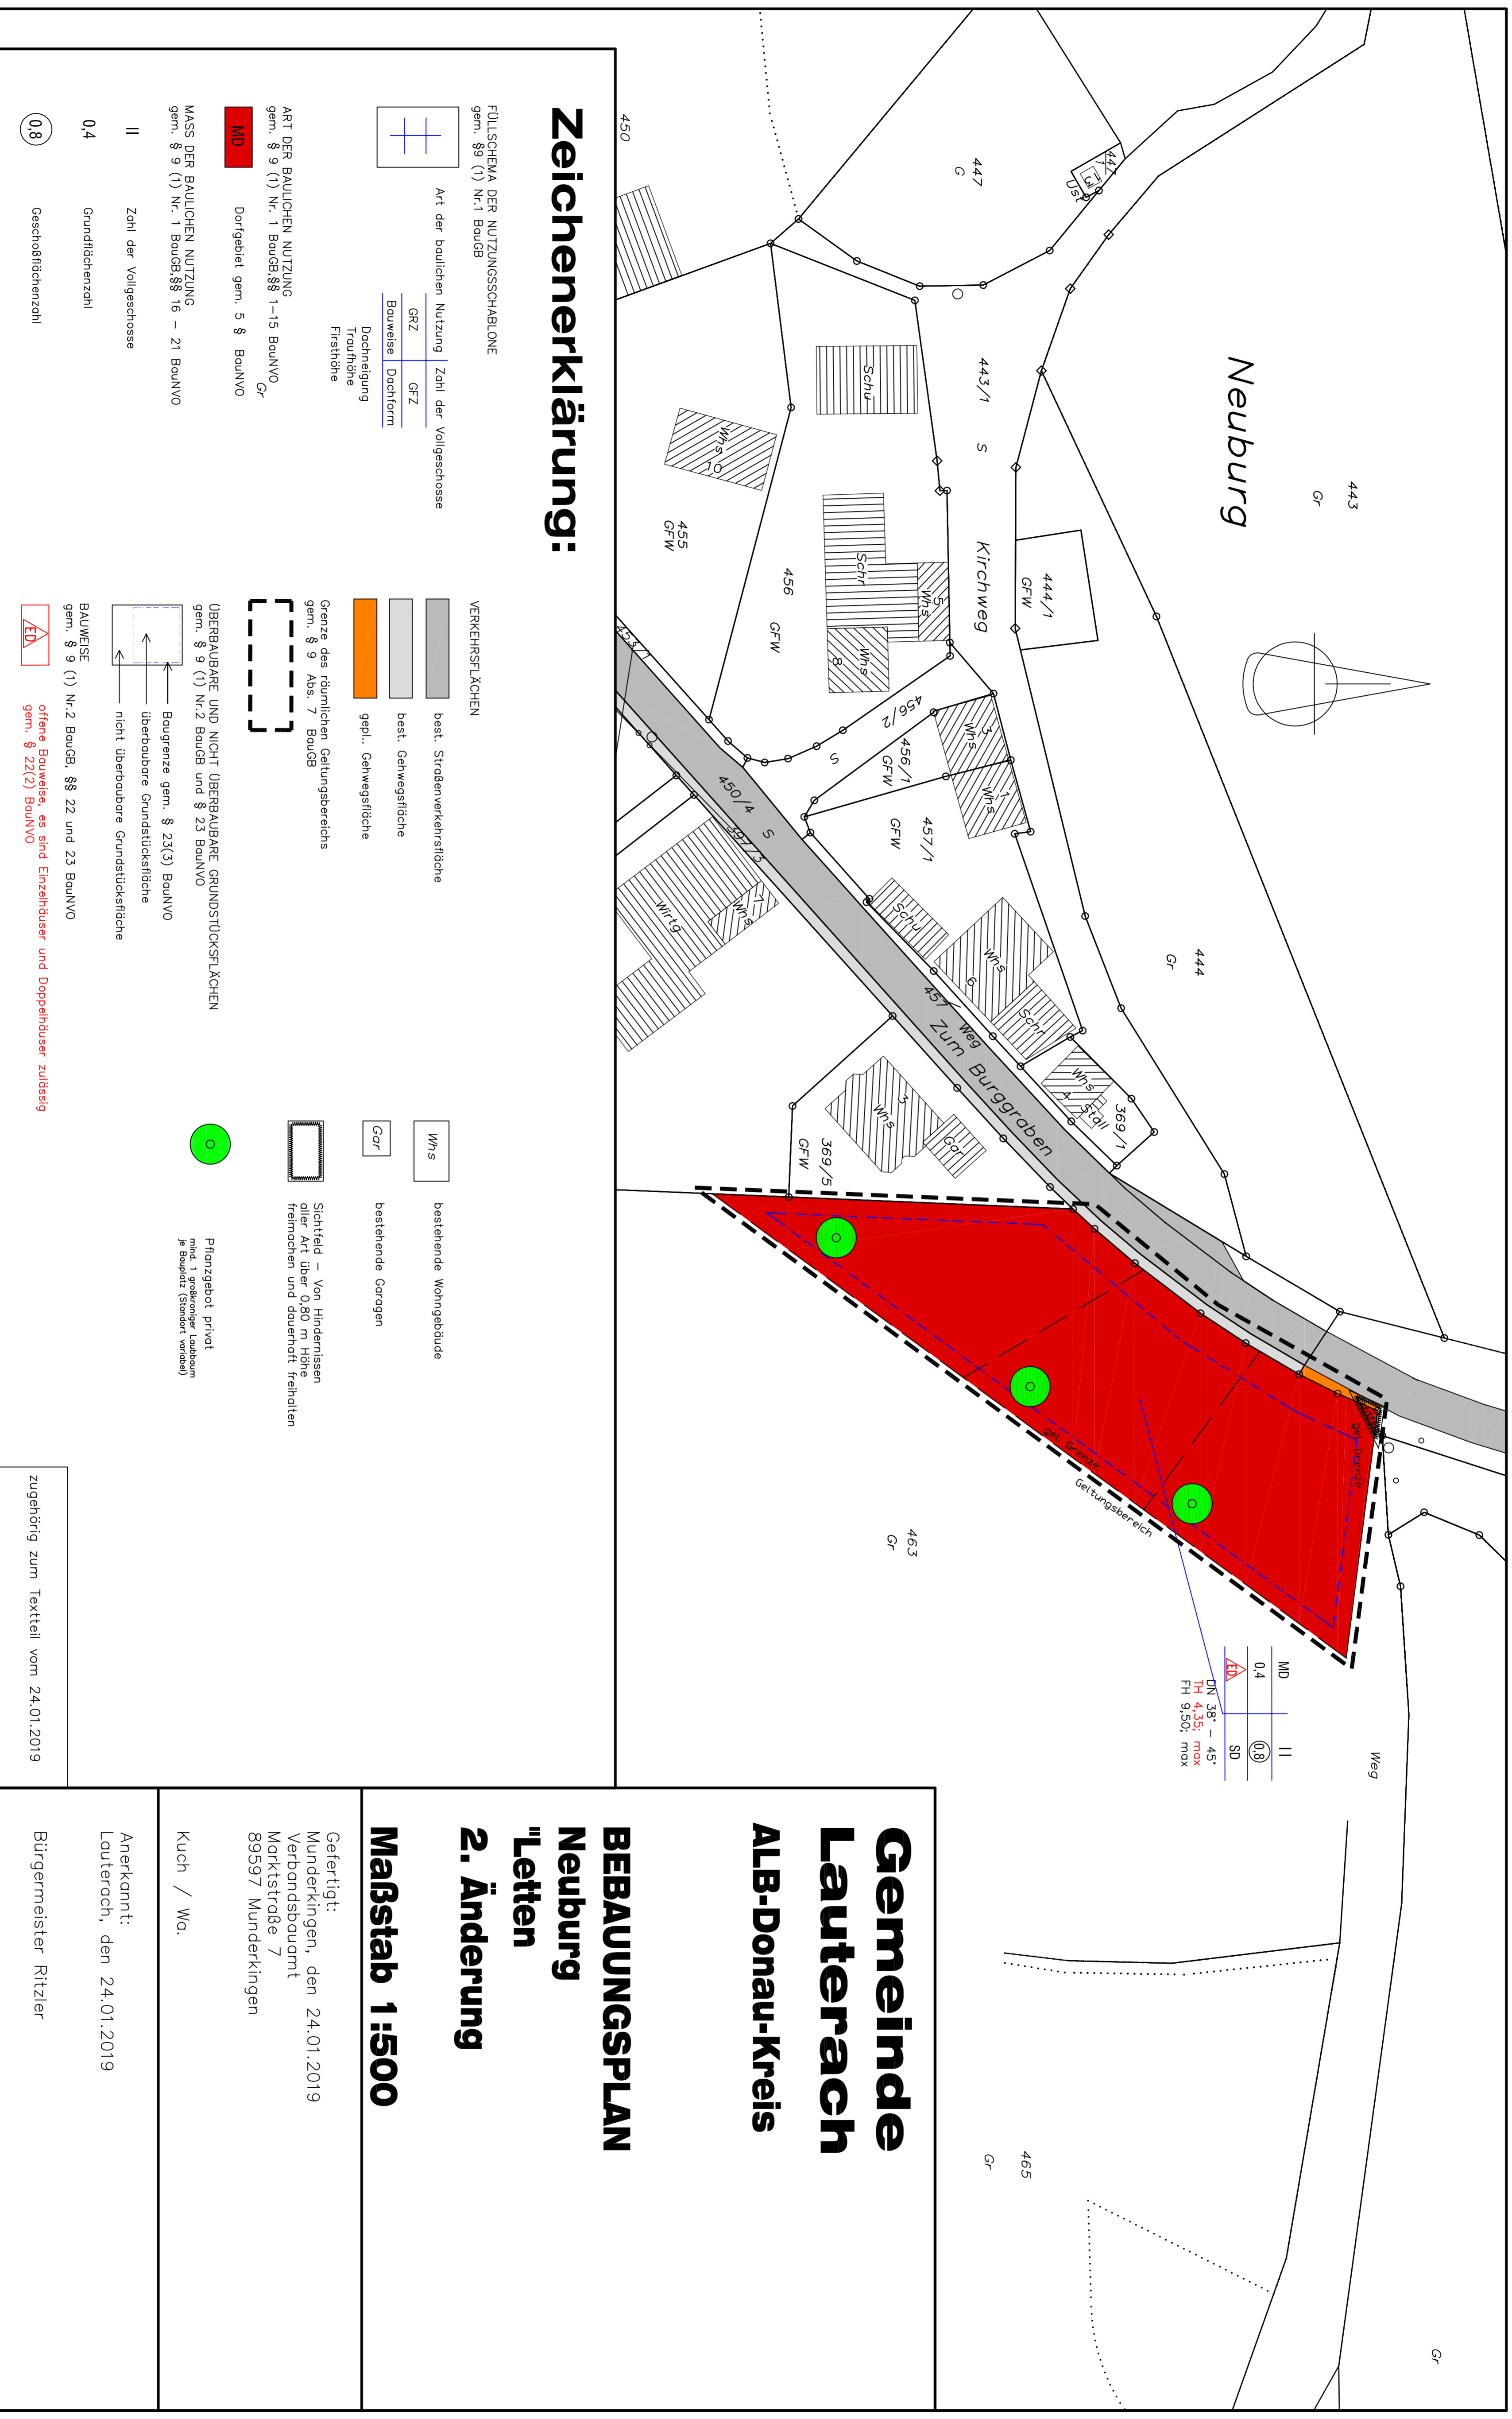 Neuburg
443
Gr
444
Gr
447
G
447
1
Ust
450
443/1
S
Kirchweg
444/1
GFW
Schu
Schr
5
Whs
Whs
8
Whs
10
455
GFW
456
GFW
456/2
S
456/1
GFW
3
Whs
1
Whs
457/1
GFW
Schu
Whs
6
Schr
Whs
4
Stall
369/1
450/4
S
397/3
457/
Weg
Zum Burggraben
Wirtg
7
Whs
3
Whs
Gar
369/5
GFW
gepl. Grenze
gepl. Grenze
Geltungsbereich
463
Gr
MD
II
0,4
0,8
ED
SD
DN 38° – 45°
TH 4,35; max
FH 9,50; max
Weg
465
Gr
Gr
Zeichenerklärung:
FÜLLSCHEMA DER NUTZUNGSSCHABLONE
gem. §9 (1) Nr.1 BauGB
Art der baulichen Nutzung
Zahl der Vollgeschosse
GRZ
GFZ
Bauweise
Dachform
Dachneigung
Traufhöhe
Firsthöhe
ART DER BAULICHEN NUTZUNG
gem. § 9 (1) Nr. 1 BauGB,§§ 1–15 BauNVO
Gr
MD
Dorfgebiet gem. 5 § BauNVO
MASS DER BAULICHEN NUTZUNG
gem. § 9 (1) Nr. 1 BauGB,§§ 16 – 21 BauNVO
II
Zahl der Vollgeschosse
0,4
Grundflächenzahl
0,8
Geschoßflächenzahl
VERKEHRSFLÄCHEN
best. Straßenverkehrsfläche
best. Gehwegsfläche
gepl.. Gehwegsfläche
Grenze des räumlichen Geltungsbereichs
gem. § 9 Abs. 7 BauGB
ÜBERBAUBARE UND NICHT ÜBERBAUBARE GRUNDSTÜCKSFLÄCHEN
gem. § 9 (1) Nr.2 BauGB und § 23 BauNVO
Baugrenze gem. § 23(3) BauNVO
überbaubare Grundstücksfläche
nicht überbaubare Grundstücksfläche
BAUWEISE
gem. § 9 (1) Nr.2 BauGB, §§ 22 und 23 BauNVO
ED
offene Bauweise, es sind Einzelhäuser und Doppelhäuser zulässig
gem. § 22(2) BauNVO
Whs
bestehende Wohngebäude
Gar
bestehende Garagen
Sichtfeld – Von Hindernissen
aller Art über 0,80 m Höhe
freimachen und dauerhaft freihalten
Pflanzgebot privat
mind. 1 großkroniger Laubbaum
je Bauplatz (Standort variabel)
zugehörig zum Textteil vom 24.01.2019
Gemeinde
Lauterach
ALB-Donau-Kreis
BEBAUUNGSPLAN
Neuburg
"Letten
2. Änderung
Maßstab 1:500
Gefertigt:
Munderkingen, den 24.01.2019
Verbandsbauamt
Marktstraße 7
89597 Munderkingen
Kuch / Wa.
Anerkannt:
Lauterach, den 24.01.2019
Bürgermeister Ritzler